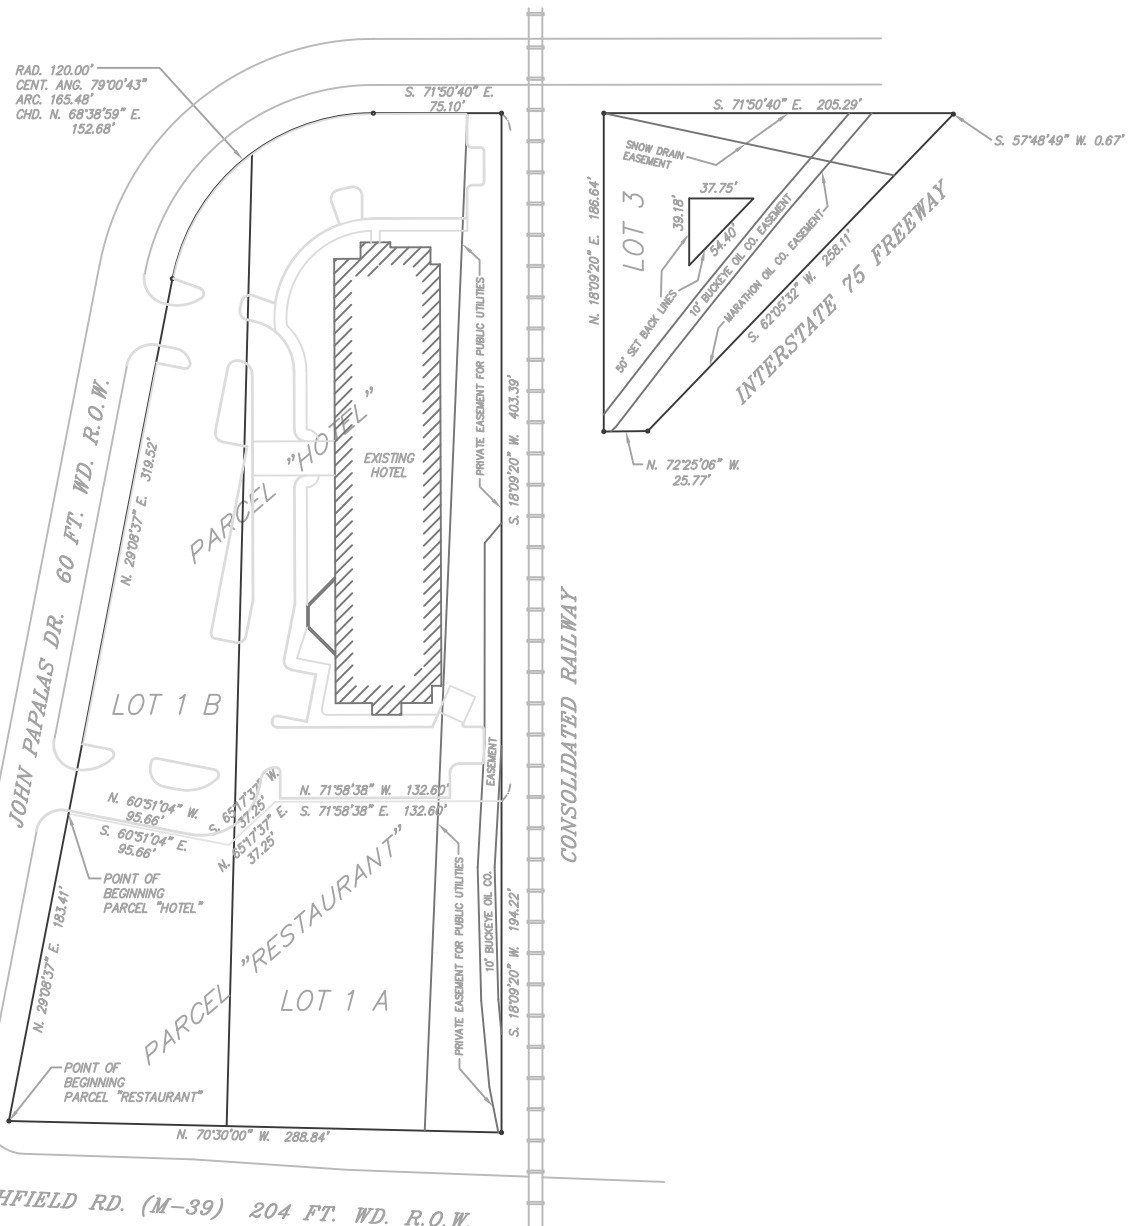 RAD. 120.00'
CENT. ANG. 79°00'43"
ARC. 165.48'
CHD. N. 68°38'59" E.
152.68'
S. 71°50'40" E.
75.10'
S. 71°50'40" E. 205.29'
S. 57°48'49" W. 0.67'
SNOW DRAIN
EASEMENT
N. 18°09'20" E. 186.64'
LOT 3
37.75'
39.18'
54.40'
50' SET BACK LINES
10' BUCKEYE OIL CO. EASEMENT
MARATHON OIL CO. EASEMENT
S. 62°05'32" W. 258.11'
INTERSTATE 75 FREEWAY
N. 72°25'06" W.
25.77'
JOHN PAPALAS DR. 60 FT. WD. R.O.W.
N. 29°08'37" E. 319.52'
PARCEL "HOTEL"
EXISTING
HOTEL
PRIVATE EASEMENT FOR PUBLIC UTILITIES
S. 18°09'20" W. 403.39'
CONSOLIDATED RAILWAY
LOT 1 B
N. 60°51'04" W.
95.66'
S. 60°51'04" E.
95.66'
S. 65°17'37" W.
37.25'
N. 65°17'37" E.
37.25'
N. 71°58'38" W. 132.60'
S. 71°58'38" E. 132.60'
POINT OF
BEGINNING
PARCEL "HOTEL"
N. 29°08'37" E. 183.41'
PARCEL "RESTAURANT"
LOT 1 A
PRIVATE EASEMENT FOR PUBLIC UTILITIES
10' BUCKEYE OIL CO. EASEMENT
S. 18°09'20" W. 194.22'
POINT OF
BEGINNING
PARCEL "RESTAURANT"
N. 70°30'00" W. 288.84'
HFIELD RD. (M-39) 204 FT. WD. R.O.W.